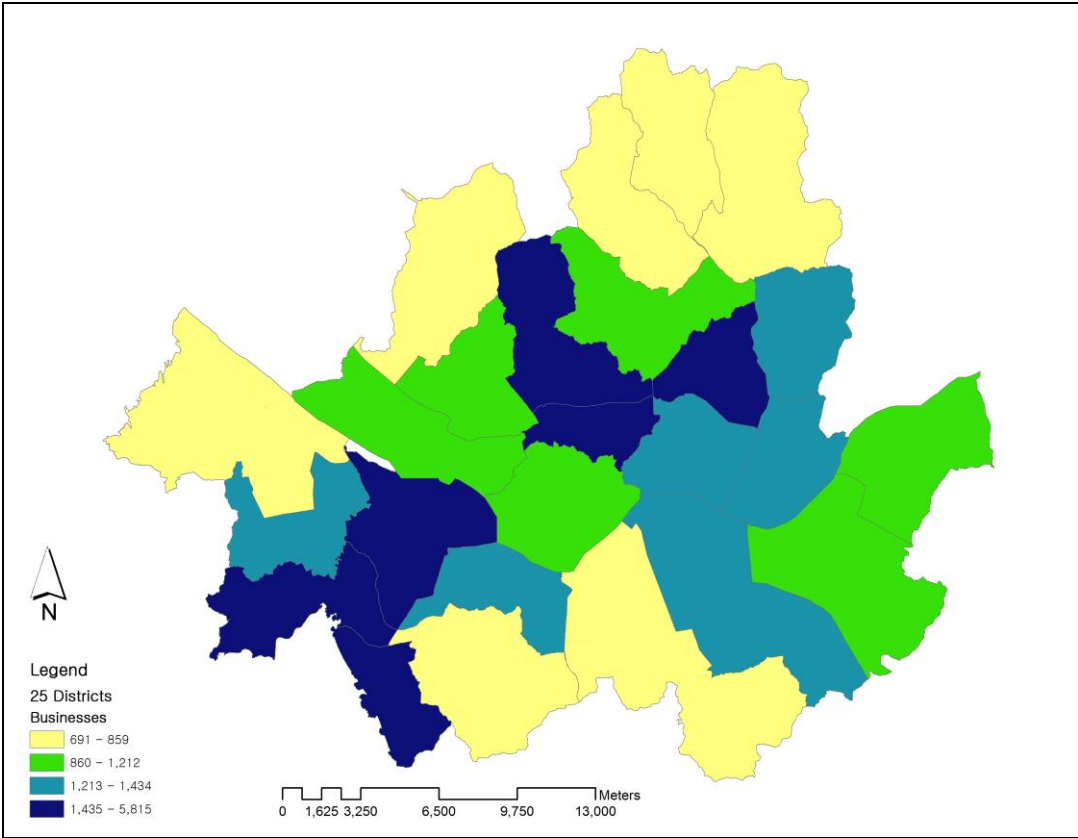 N
Legend
25 Districts
Businesses
691 - 859
860 - 1,212
1,213 - 1,434
1,435 - 5,815
Meters
0 1,625 3,250 6,500 9,750 13,000